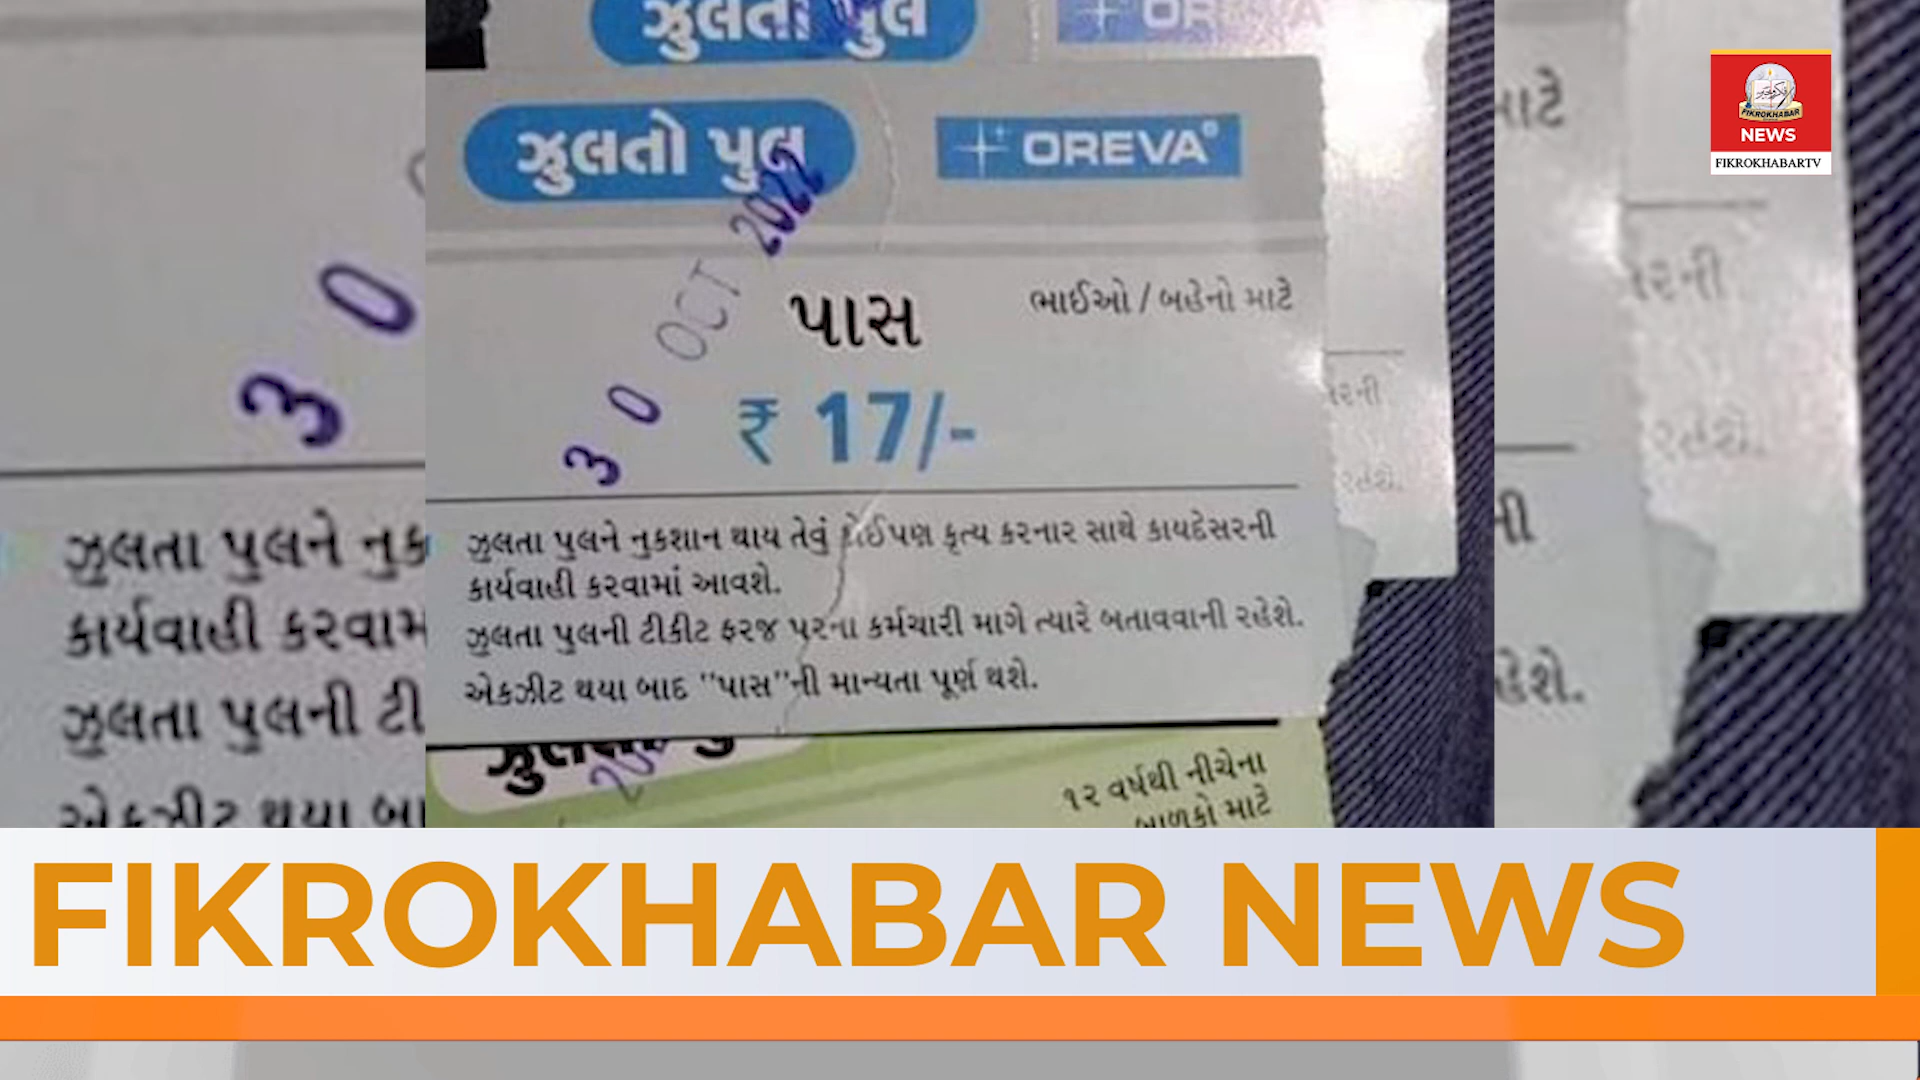 ઝુલતા પુલ
ઝુલતો પુલ
OREVA
30 OCT 2022
પાસ
ભાઈઓ / બહેનો માટે
₹ 17/-
ઝુલતા પુલને નુકશાન થાય તેવું કોઈપણ કૃત્ય કરનાર સાથે કાયદેસરની
કાર્યવાહી કરવામાં આવશે.
ઝુલતા પુલની ટીકીટ ફરજ પરના કર્મચારી માગે ત્યારે બતાવવાની રહેશે.
એકઝીટ થયા બાદ "પાસ"ની માન્યતા પૂર્ણ થશે.
૧૨ વર્ષથી નીચેના
બાળકો માટે
FIKROKHABAR
NEWS
FIKROKHABARTV
FIKROKHABAR NEWS